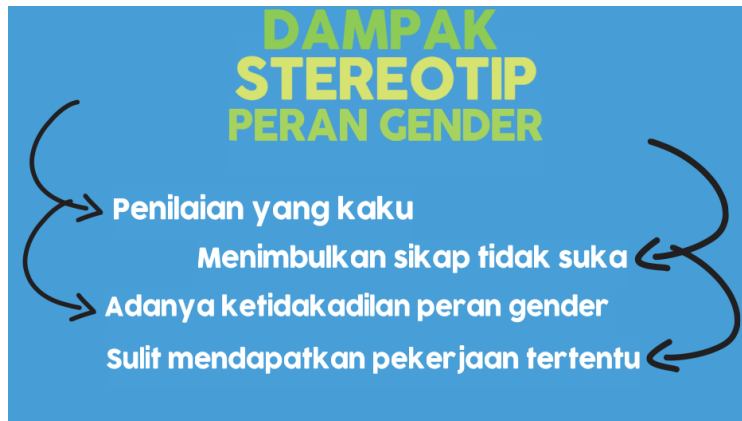 DAMPAK
STEREOTIP
PERAN GENDER
Penilaian yang kaku
Menimbulkan sikap tidak suka
Adanya ketidakadilan peran gender
Sulit mendapatkan pekerjaan tertentu